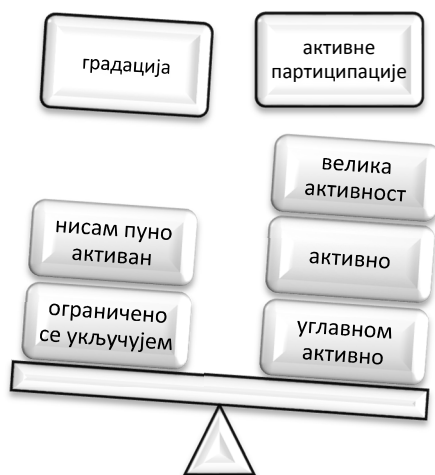 градација
активне
партиципације
велика
активност
нисам пуно
активан
активно
ограничено
се укључујем
углавном
активно